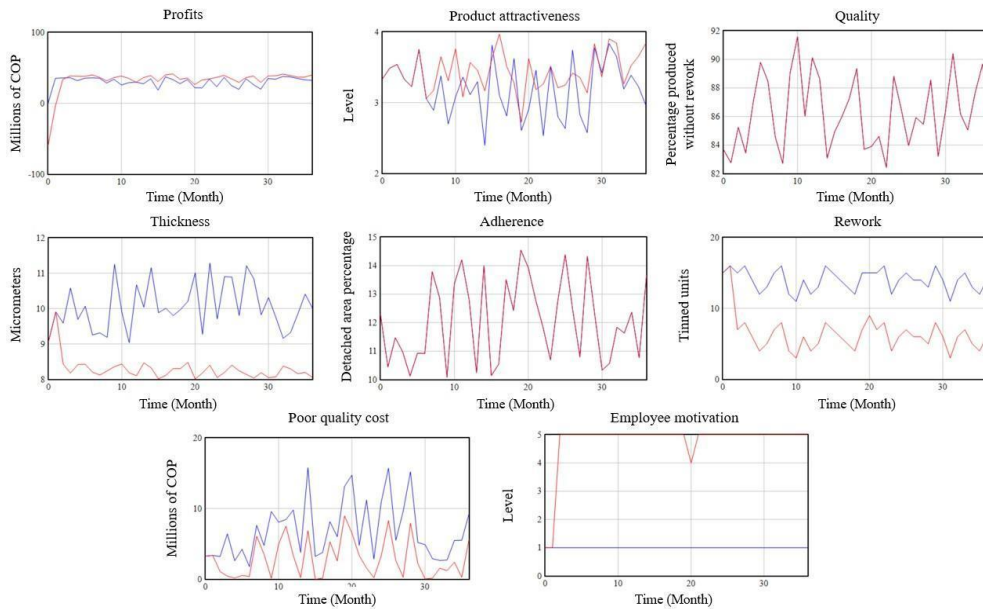 Profits
Millions of COP
100
0
-100
0
10
20
30
Time (Month)
Product attractiveness
Level
4
3
2
0
10
20
30
Time (Month)
Quality
Percentage produced
without rework
92
90
88
86
84
82
0
10
20
30
Time (Month)
Thickness
Micrometers
12
11
10
9
8
0
10
20
30
Time (Month)
Adherence
Detached area percentage
15
14
13
12
11
10
0
10
20
30
Time (Month)
Rework
Tinned units
20
10
0
0
10
20
30
Time (Month)
Poor quality cost
Millions of COP
20
10
0
0
10
20
30
Time (Month)
Employee motivation
Level
5
4
3
2
1
0
0
10
20
30
Time (Month)